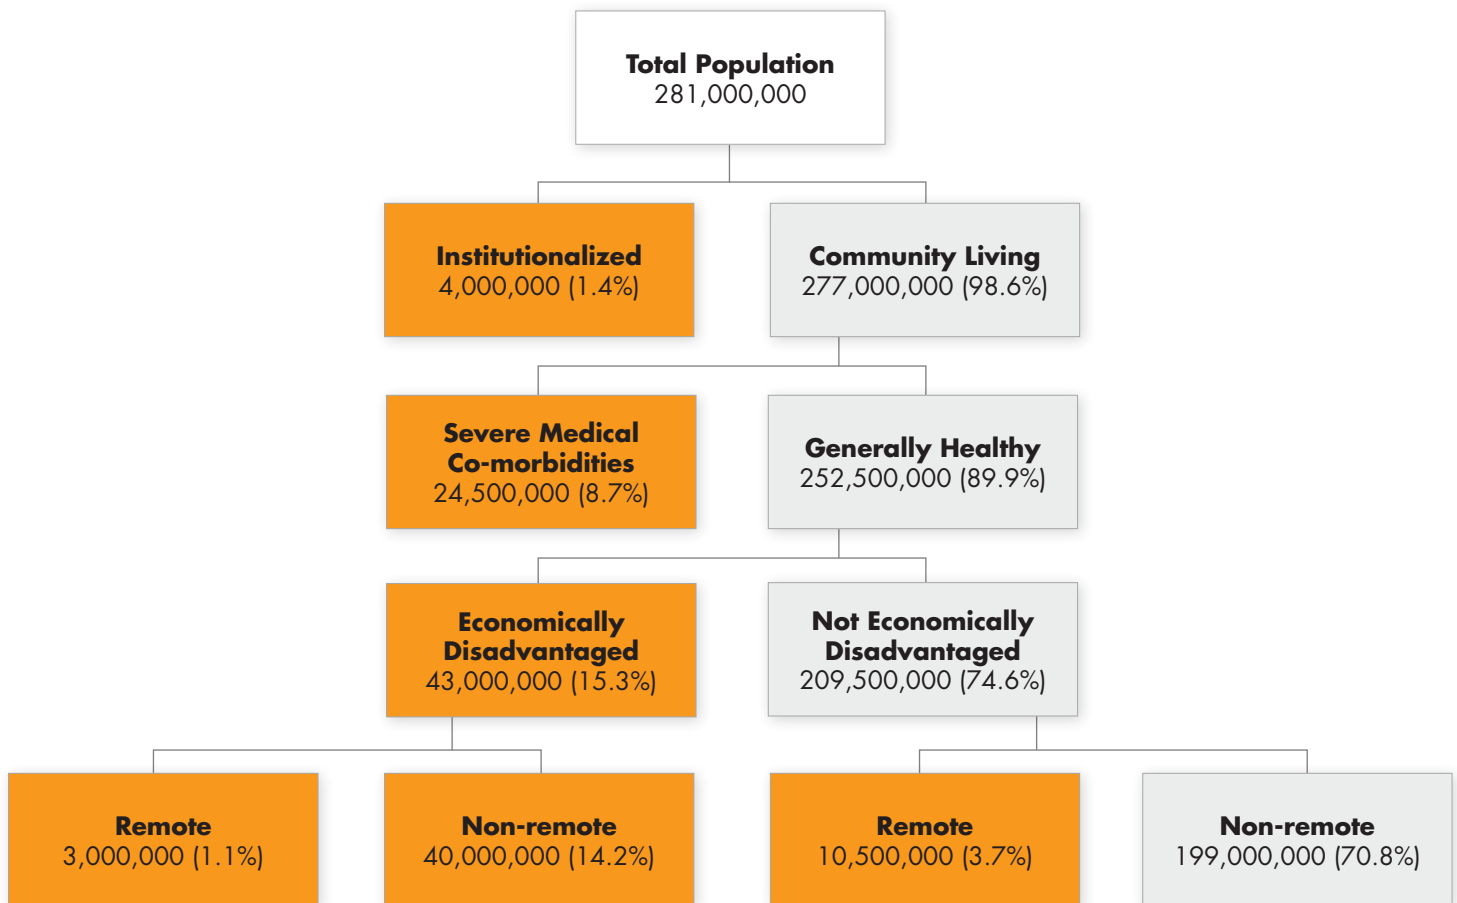 Total Population
281,000,000
Institutionalized
4,000,000 (1.4%)
Community Living
277,000,000 (98.6%)
Severe Medical
Co-morbidities
24,500,000 (8.7%)
Generally Healthy
252,500,000 (89.9%)
Economically
Disadvantaged
43,000,000 (15.3%)
Not Economically
Disadvantaged
209,500,000 (74.6%)
Remote
3,000,000 (1.1%)
Non-remote
40,000,000 (14.2%)
Remote
10,500,000 (3.7%)
Non-remote
199,000,000 (70.8%)